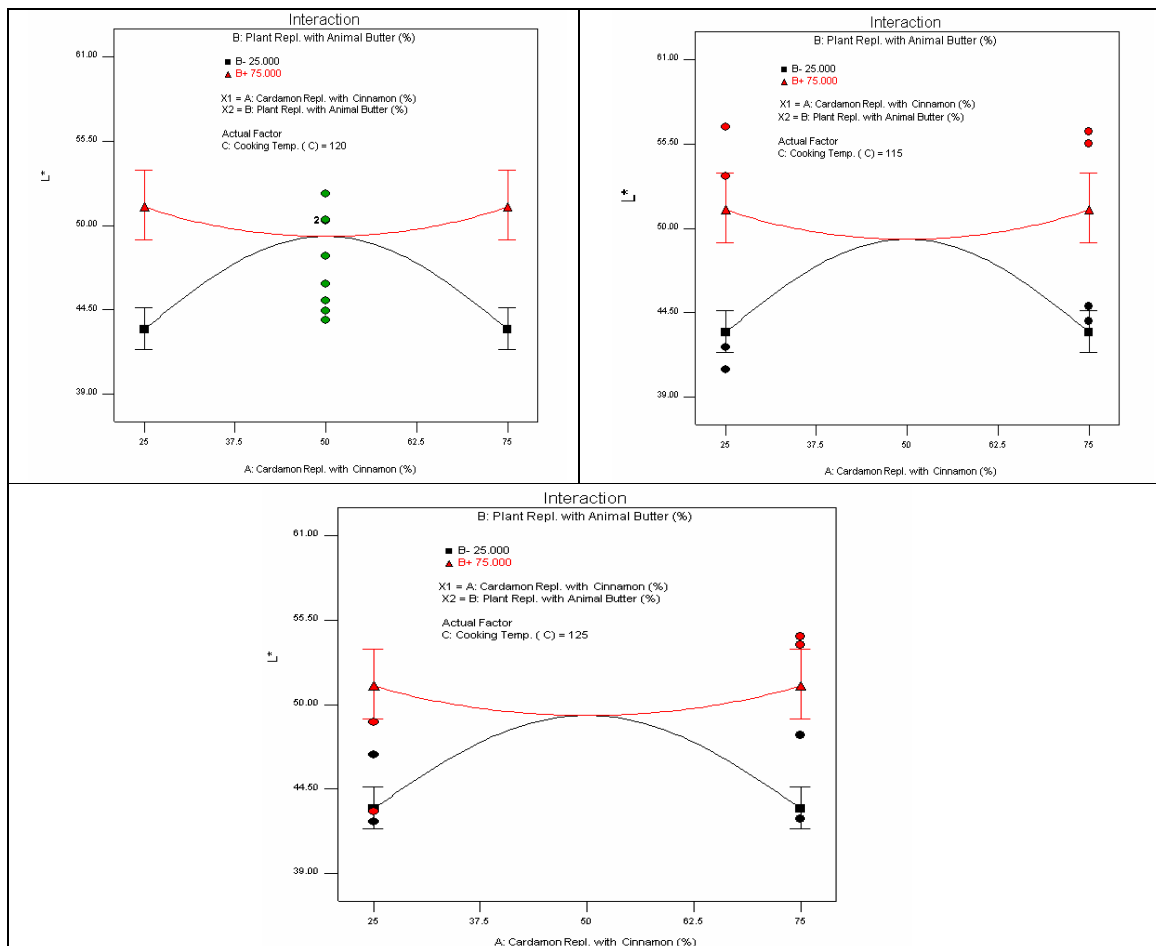 Interaction
B: Plant Repl. with Animal Butter (%)
61.00
B- 25.000
B+ 75.000
X1 = A: Cardamon Repl. with Cinnamon (%)
X2 = B: Plant Repl. with Animal Butter (%)
Actual Factor
C: Cooking Temp. ( C) = 120
55.50
L*
50.00
2
44.50
39.00
25 37.5 50 62.5 75
A: Cardamon Repl. with Cinnamon (%)
Interaction
B: Plant Repl. with Animal Butter (%)
61.00
B- 25.000
B+ 75.000
X1 = A: Cardamon Repl. with Cinnamon (%)
X2 = B: Plant Repl. with Animal Butter (%)
Actual Factor
C: Cooking Temp. ( C) = 115
55.50
L*
50.00
44.50
39.00
25 37.5 50 62.5 75
A: Cardamon Repl. with Cinnamon (%)
Interaction
B: Plant Repl. with Animal Butter (%)
61.00
B- 25.000
B+ 75.000
X1 = A: Cardamon Repl. with Cinnamon (%)
X2 = B: Plant Repl. with Animal Butter (%)
55.50
Actual Factor
C: Cooking Temp. ( C) = 125
L*
50.00
44.50
39.00
25 37.5 50 62.5 75
A: Cardamon Repl. with Cinnamon (%)